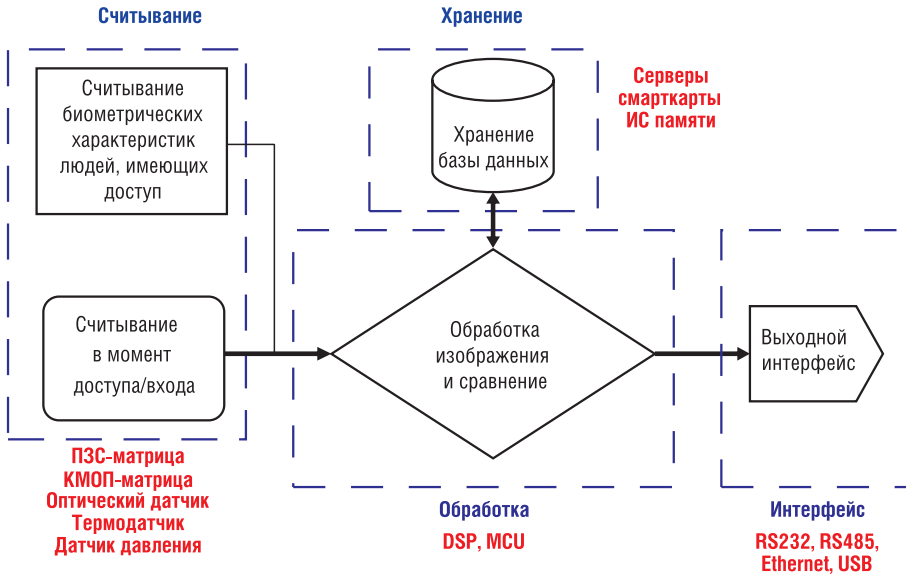 Считывание
Считывание
биометрических
характеристик
людей, имеющих
доступ
Считывание
в момент
доступа/входа
ПЗС-матрица
КМОП-матрица
Оптический датчик
Термодатчик
Датчик давления
Хранение
Хранение
базы данных
Серверы
смарткарты
ИС памяти
Обработка
изображения
и сравнение
Обработка
DSP, MCU
Выходной
интерфейс
Интерфейс
RS232, RS485,
Ethernet, USB